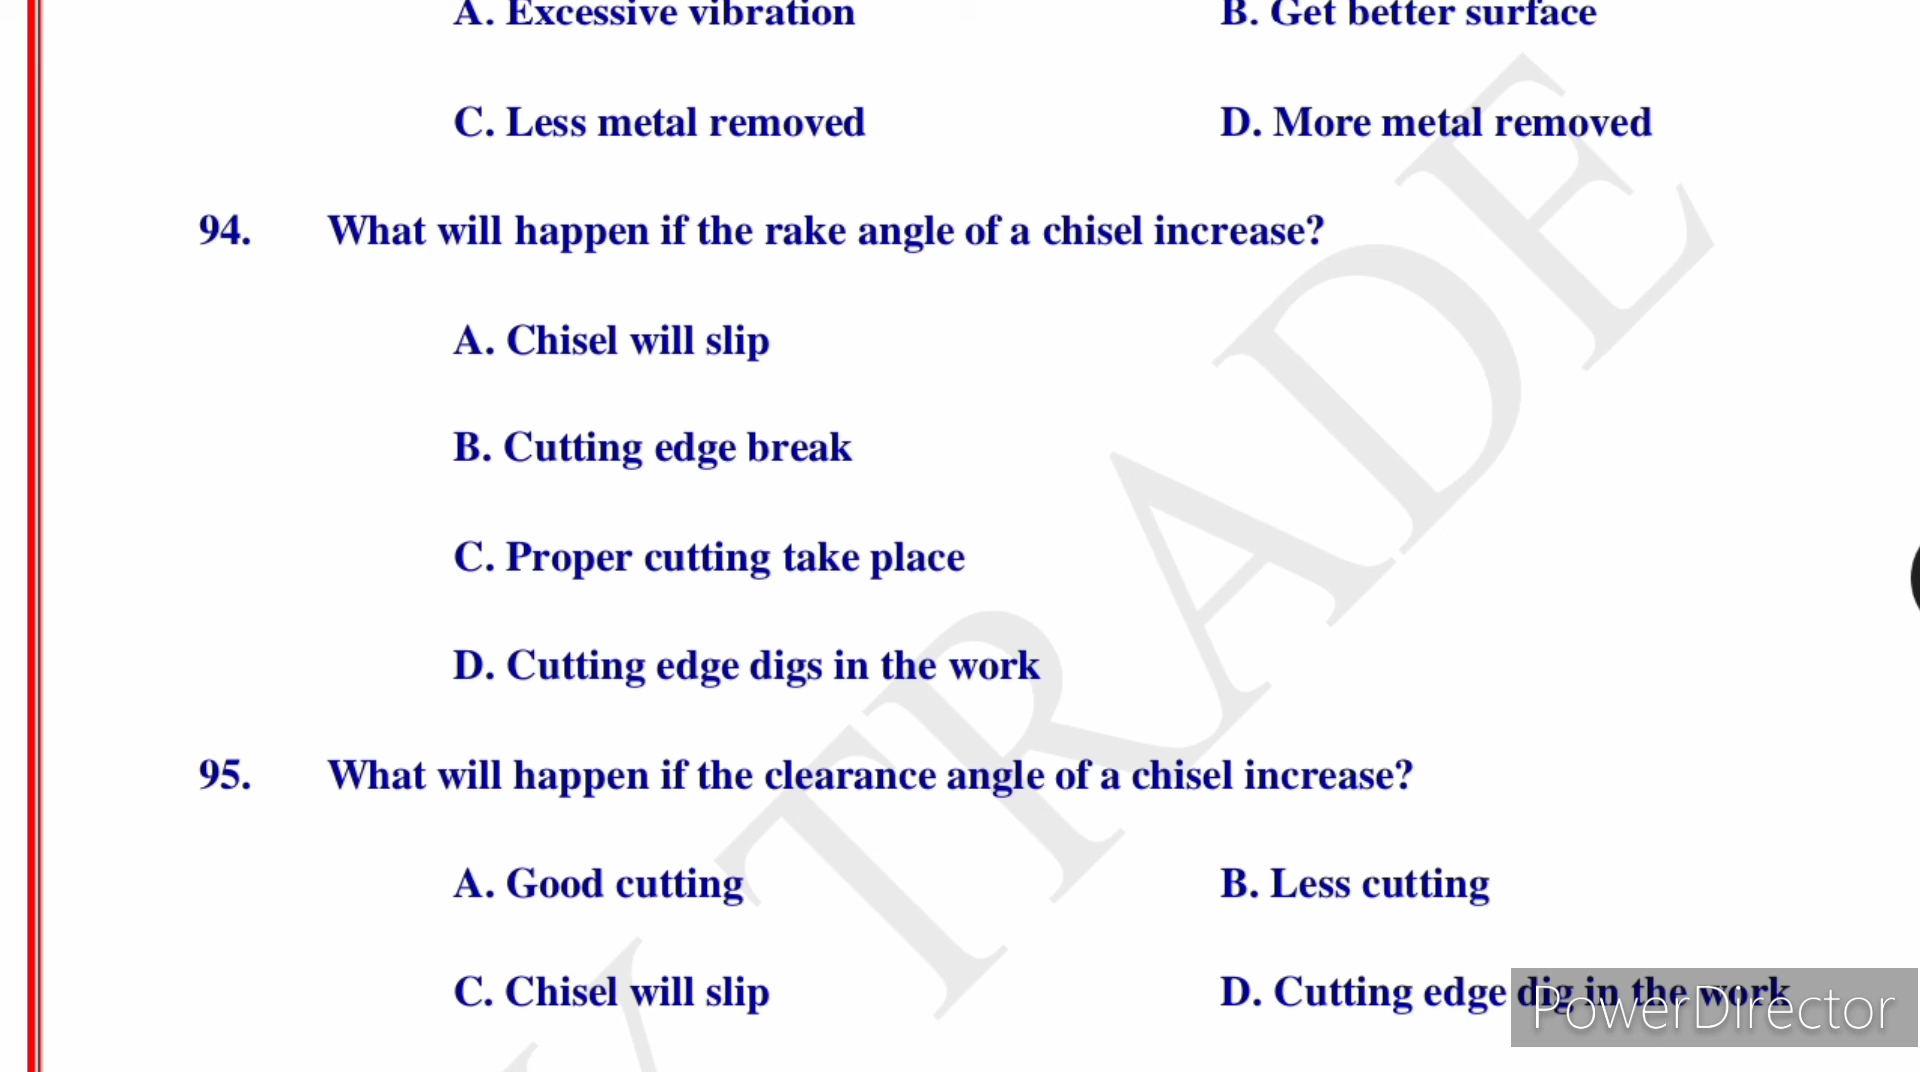 A. Excessive vibration B. Get better surface
C. Less metal removed D. More metal removed
94. What will happen if the rake angle of a chisel increase?
A. Chisel will slip
B. Cutting edge break
C. Proper cutting take place
D. Cutting edge digs in the work
95. What will happen if the clearance angle of a chisel increase?
A. Good cutting B. Less cutting
C. Chisel will slip D. Cutting edge dig in the work
PowerDirector
TRADE